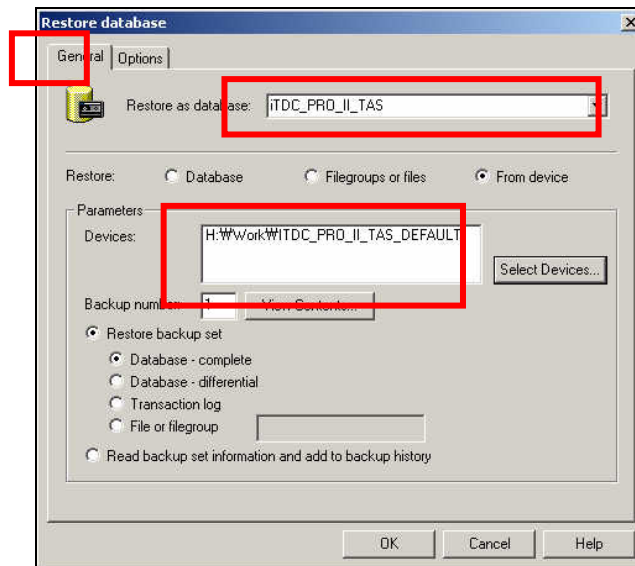 Restore database
General Options
Restore as database: iTDC_PRO_II_TAS
Restore: Database Filegroups or files From device
Parameters
Devices: H:₩Work₩ITDC_PRO_II_TAS_DEFAULT
Select Devices...
Backup number: 1 View Contents...
Restore backup set
Database - complete
Database - differential
Transaction log
File or filegroup
Read backup set information and add to backup history
OK Cancel Help